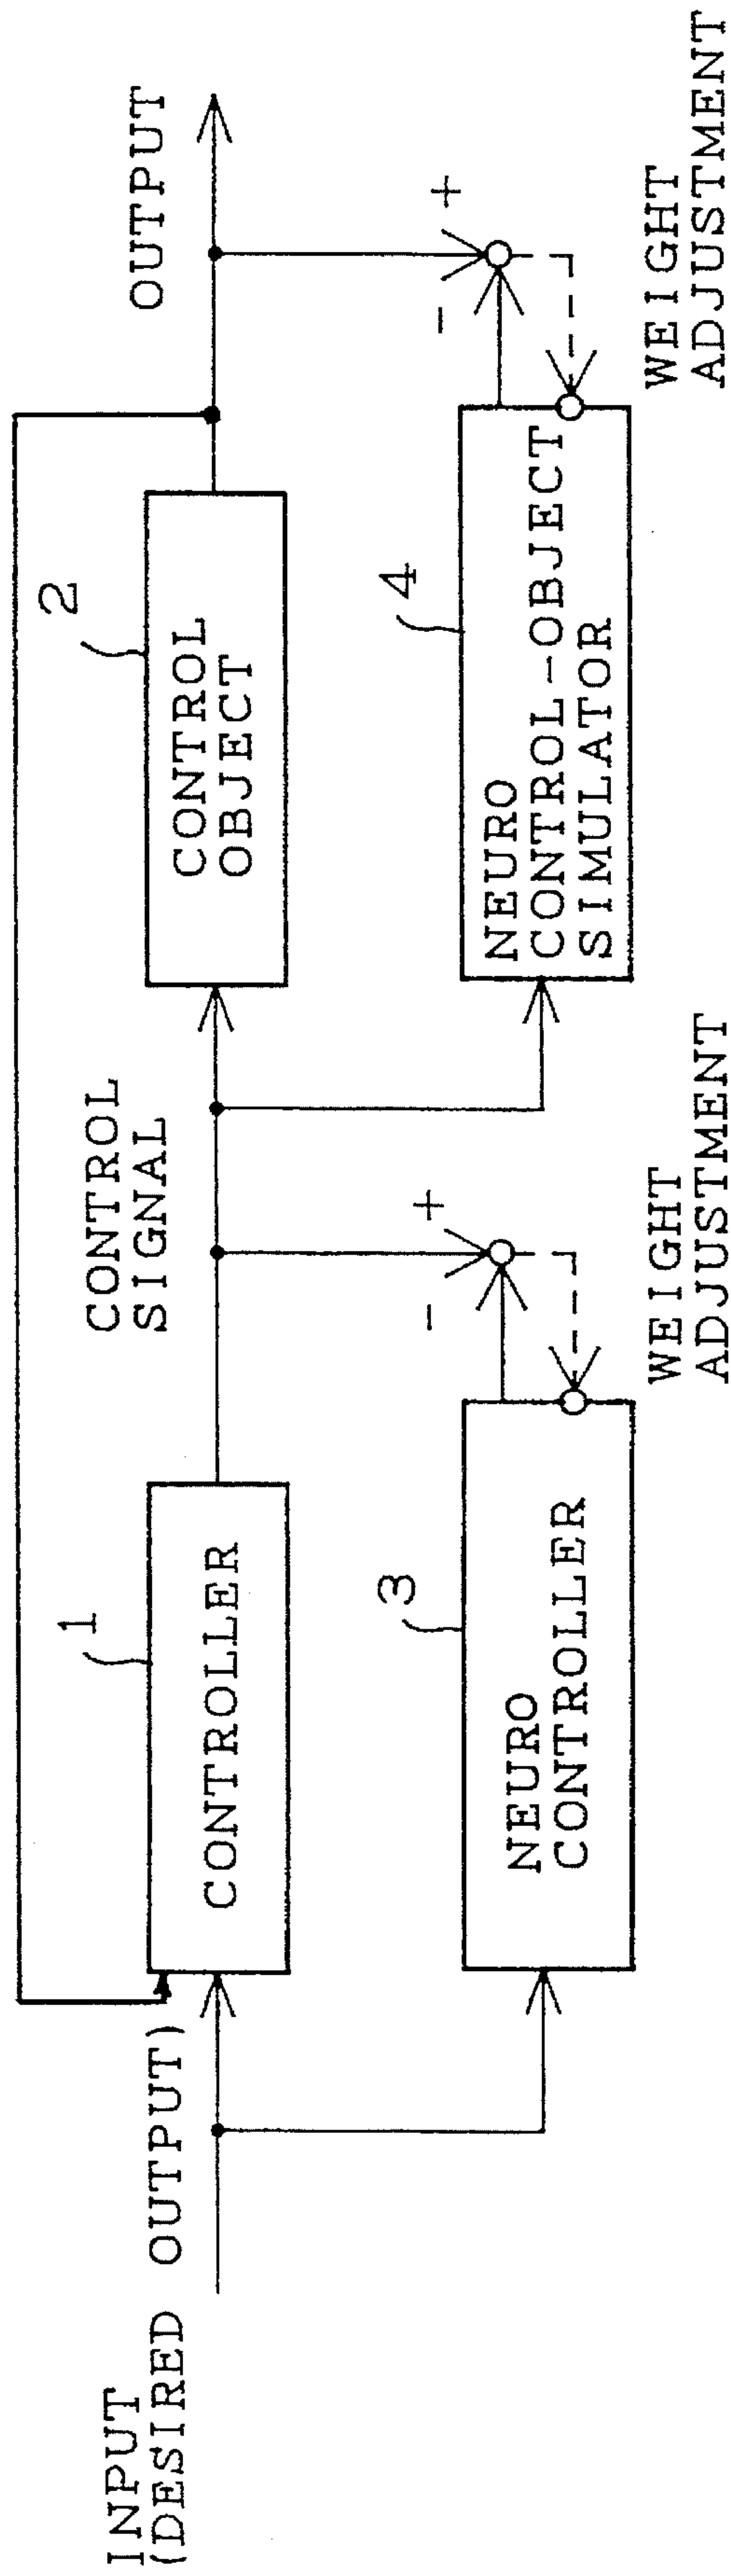 INPUT
(DESIRED OUTPUT)
1
CONTROLLER
CONTROL
SIGNAL
2
CONTROL
OBJECT
OUTPUT
3
NEURO
CONTROLLER
-
+
WEIGHT
ADJUSTMENT
4
NEURO
CONTROL-OBJECT
SIMULATOR
-
+
WEIGHT
ADJUSTMENT